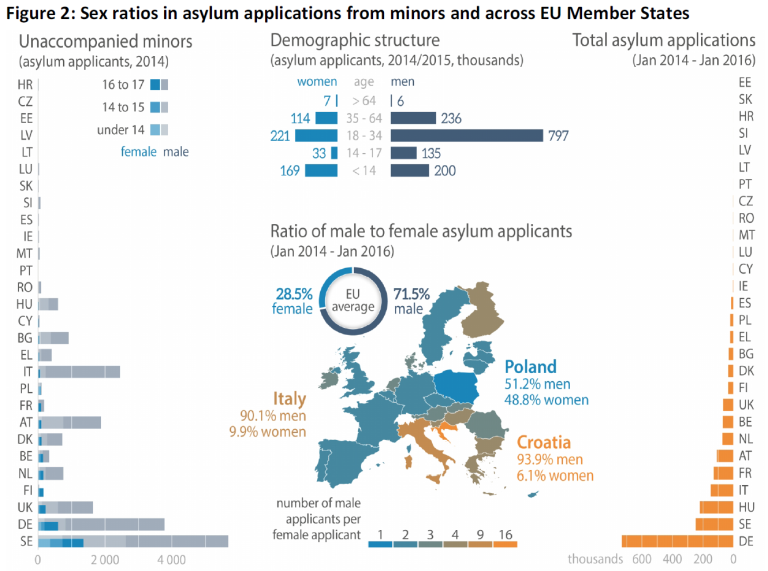 Figure 2: Sex ratios in asylum applications from minors and across EU Member States
Unaccompanied minors
(asylum applicants, 2014)
16 to 17
14 to 15
under 14
female male
HR
CZ
EE
LV
LT
LU
SK
SI
ES
IE
MT
PT
RO
HU
CY
BG
EL
IT
PL
FR
AT
DK
BE
NL
FI
UK
DE
SE
0 2 000 4 000
Demographic structure
(asylum applicants, 2014/2015, thousands)
women age men
7 > 64 6
114 35 - 64 236
221 18 - 34 797
33 14 - 17 135
169 < 14 200
Ratio of male to female asylum applicants
(Jan 2014 - Jan 2016)
28.5% female
EU average
71.5% male
Poland
51.2% men
48.8% women
Italy
90.1% men
9.9% women
Croatia
93.9% men
6.1% women
number of male
applicants per
female applicant
1 2 3 4 9 16
Total asylum applications
(Jan 2014 - Jan 2016)
EE
SK
HR
SI
LV
LT
PT
CZ
RO
MT
LU
CY
IE
ES
PL
EL
BG
DK
FI
UK
BE
NL
AT
FR
IT
HU
SE
DE
thousands 600 400 200 0